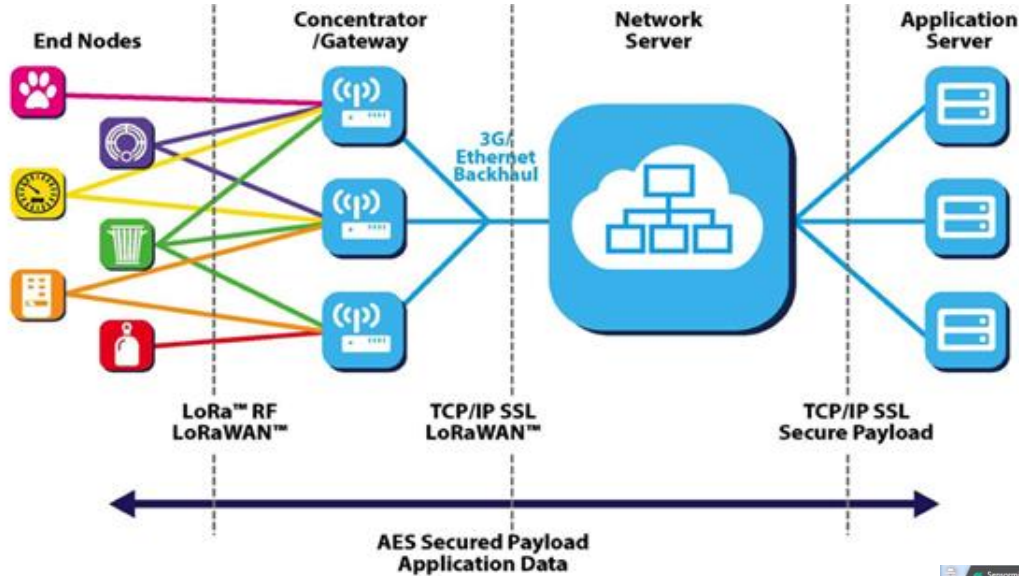 End Nodes
Concentrator
/Gateway
Network
Server
Application
Server
3G/
Ethernet
Backhaul
LoRa™ RF
LoRaWAN™
TCP/IP SSL
LoRaWAN™
TCP/IP SSL
Secure Payload
AES Secured Payload
Application Data